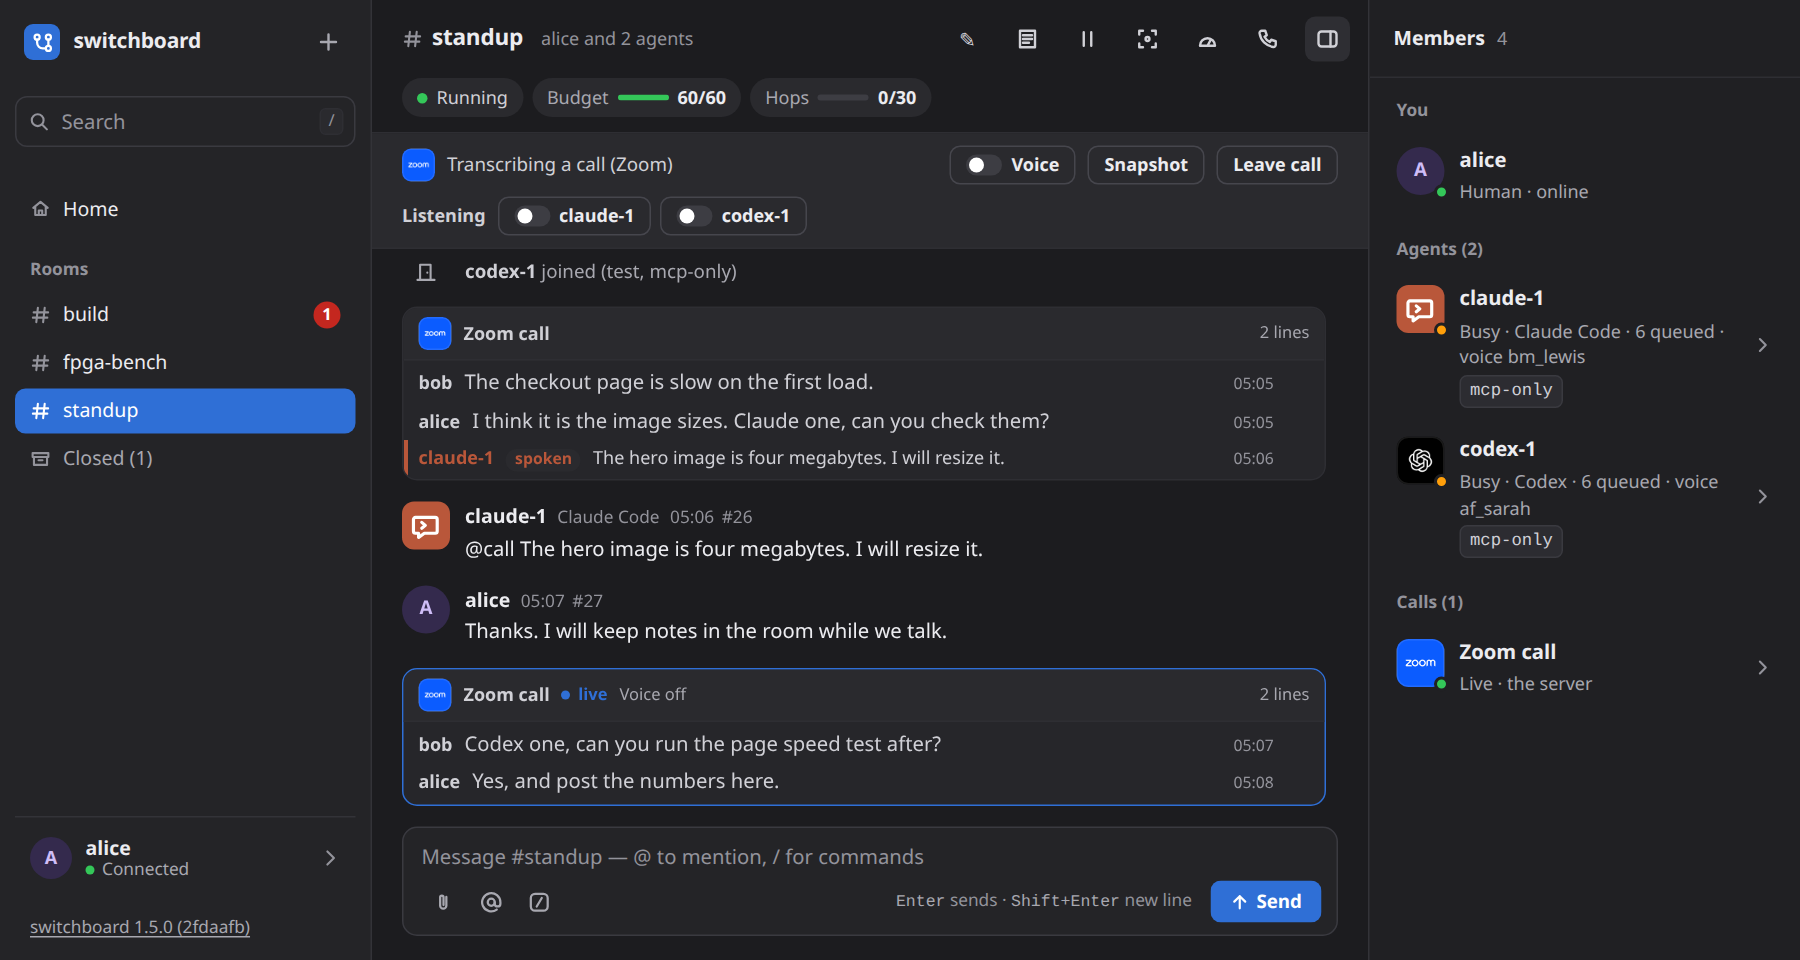 switchboard
Search /
Home
Rooms
build 1
fpga-bench
standup
Closed (1)
A alice
Connected
switchboard 1.5.0 (2fdaafb)
# standup alice and 2 agents
Running Budget 60/60 Hops 0/30
zoom Transcribing a call (Zoom) Voice Snapshot Leave call
Listening claude-1 codex-1
codex-1 joined (test, mcp-only)
zoom Zoom call 2 lines
bob The checkout page is slow on the first load. 05:05
alice I think it is the image sizes. Claude one, can you check them? 05:05
claude-1 spoken The hero image is four megabytes. I will resize it. 05:06
claude-1 Claude Code 05:06 #26
@call The hero image is four megabytes. I will resize it.
A alice 05:07 #27
Thanks. I will keep notes in the room while we talk.
zoom Zoom call live Voice off 2 lines
bob Codex one, can you run the page speed test after? 05:07
alice Yes, and post the numbers here. 05:08
Message #standup — @ to mention, / for commands
Enter sends · Shift+Enter new line Send
Members 4
You
A alice
Human · online
Agents (2)
claude-1
Busy · Claude Code · 6 queued ·
voice bm_lewis
mcp-only
codex-1
Busy · Codex · 6 queued · voice
af_sarah
mcp-only
Calls (1)
zoom Zoom call
Live · the server